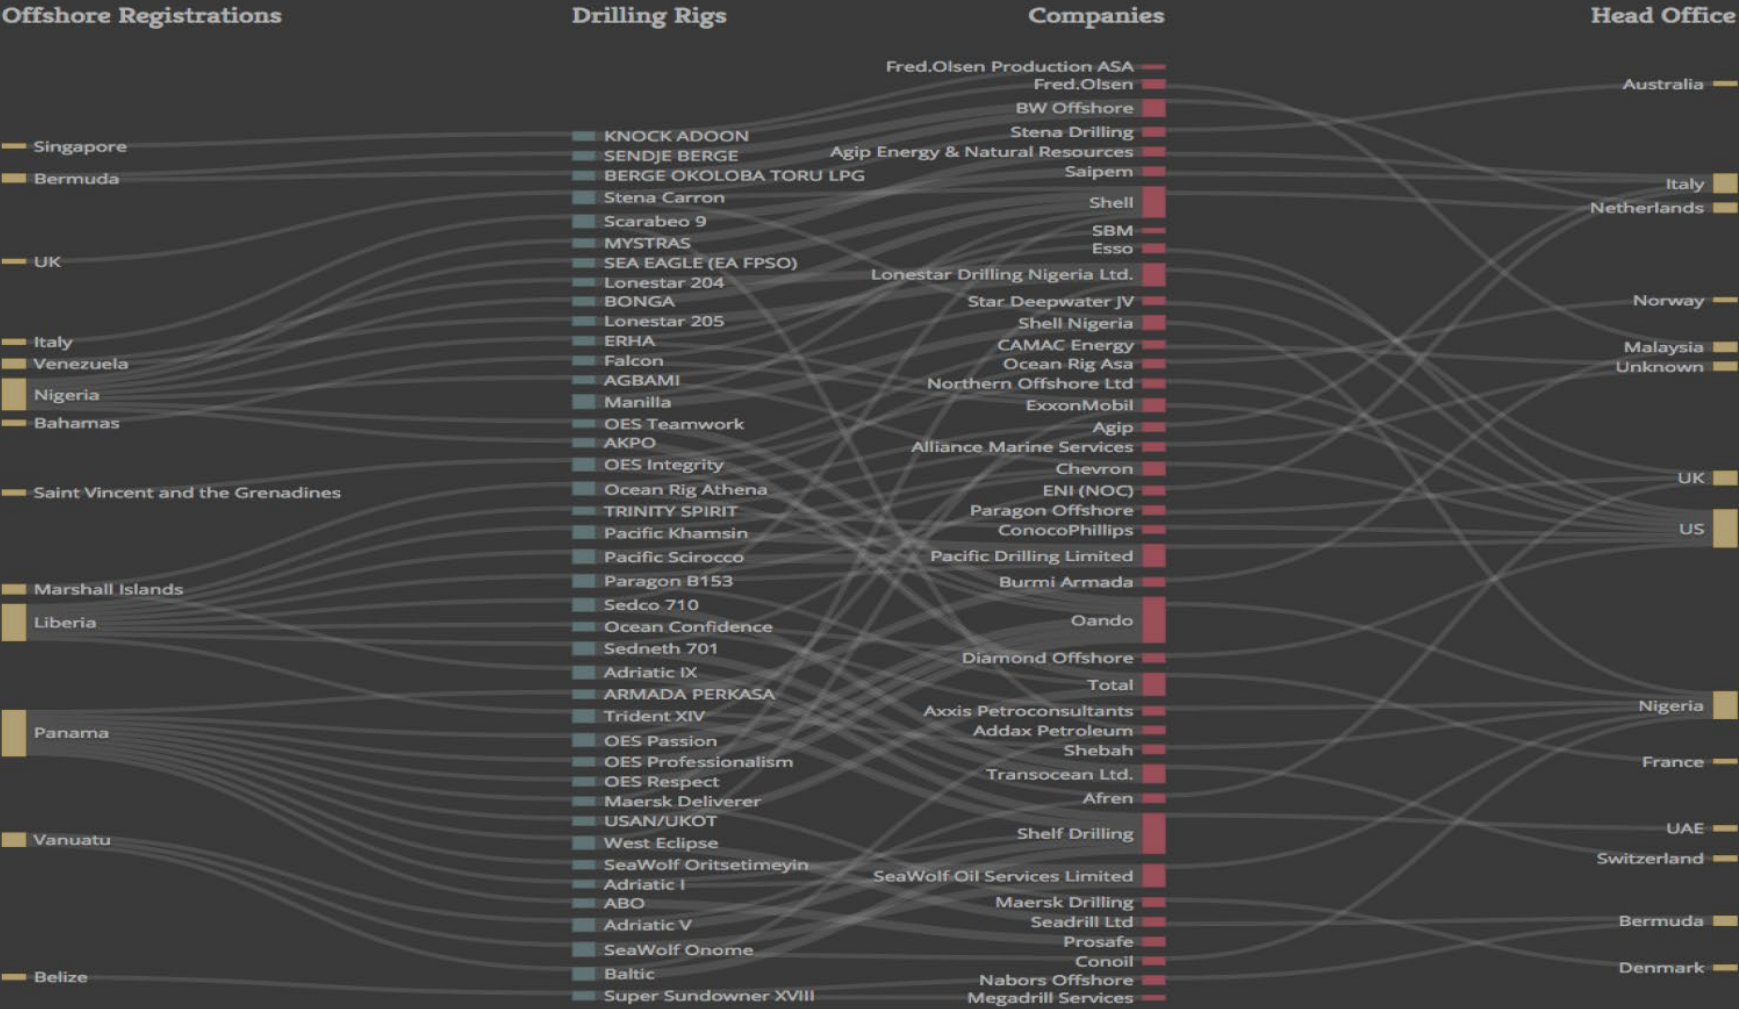 Offshore Registrations
Drilling Rigs
Companies
Head Office
Singapore
Bermuda
UK
Italy
Venezuela
Nigeria
Bahamas
Saint Vincent and the Grenadines
Marshall Islands
Liberia
Panama
Vanuatu
Belize
KNOCK ADOON
SENDJE BERGE
BERGE OKOLOBA TORU LPG
Stena Carron
Scarabeo 9
MYSTRAS
SEA EAGLE (EA FPSO)
Lonestar 204
BONGA
Lonestar 205
ERHA
Falcon
AGBAMI
Manilla
OES Teamwork
AKPO
OES Integrity
Ocean Rig Athena
TRINITY SPIRIT
Pacific Khamsin
Pacific Scirocco
Paragon B153
Sedco 710
Ocean Confidence
Sedneth 701
Adriatic IX
ARMADA PERKASA
Trident XIV
OES Passion
OES Professionalism
OES Respect
Maersk Deliverer
USAN/UKOT
West Eclipse
SeaWolf Oritsetimeyin
Adriatic I
ABO
Adriatic V
SeaWolf Onome
Baltic
Super Sundowner XVIII
Fred.Olsen Production ASA
Fred.Olsen
BW Offshore
Stena Drilling
Agip Energy & Natural Resources
Saipem
Shell
SBM
Esso
Lonestar Drilling Nigeria Ltd.
Star Deepwater JV
Shell Nigeria
CAMAC Energy
Ocean Rig Asa
Northern Offshore Ltd
ExxonMobil
Agip
Alliance Marine Services
Chevron
ENI (NOC)
Paragon Offshore
ConocoPhillips
Pacific Drilling Limited
Burmi Armada
Oando
Diamond Offshore
Total
Axxis Petroconsultants
Addax Petroleum
Shebah
Transocean Ltd.
Afren
Shelf Drilling
SeaWolf Oil Services Limited
Maersk Drilling
Seadrill Ltd
Prosafe
Conoil
Nabors Offshore
Megadrill Services
Australia
Italy
Netherlands
Norway
Malaysia
Unknown
UK
US
Nigeria
France
UAE
Switzerland
Bermuda
Denmark